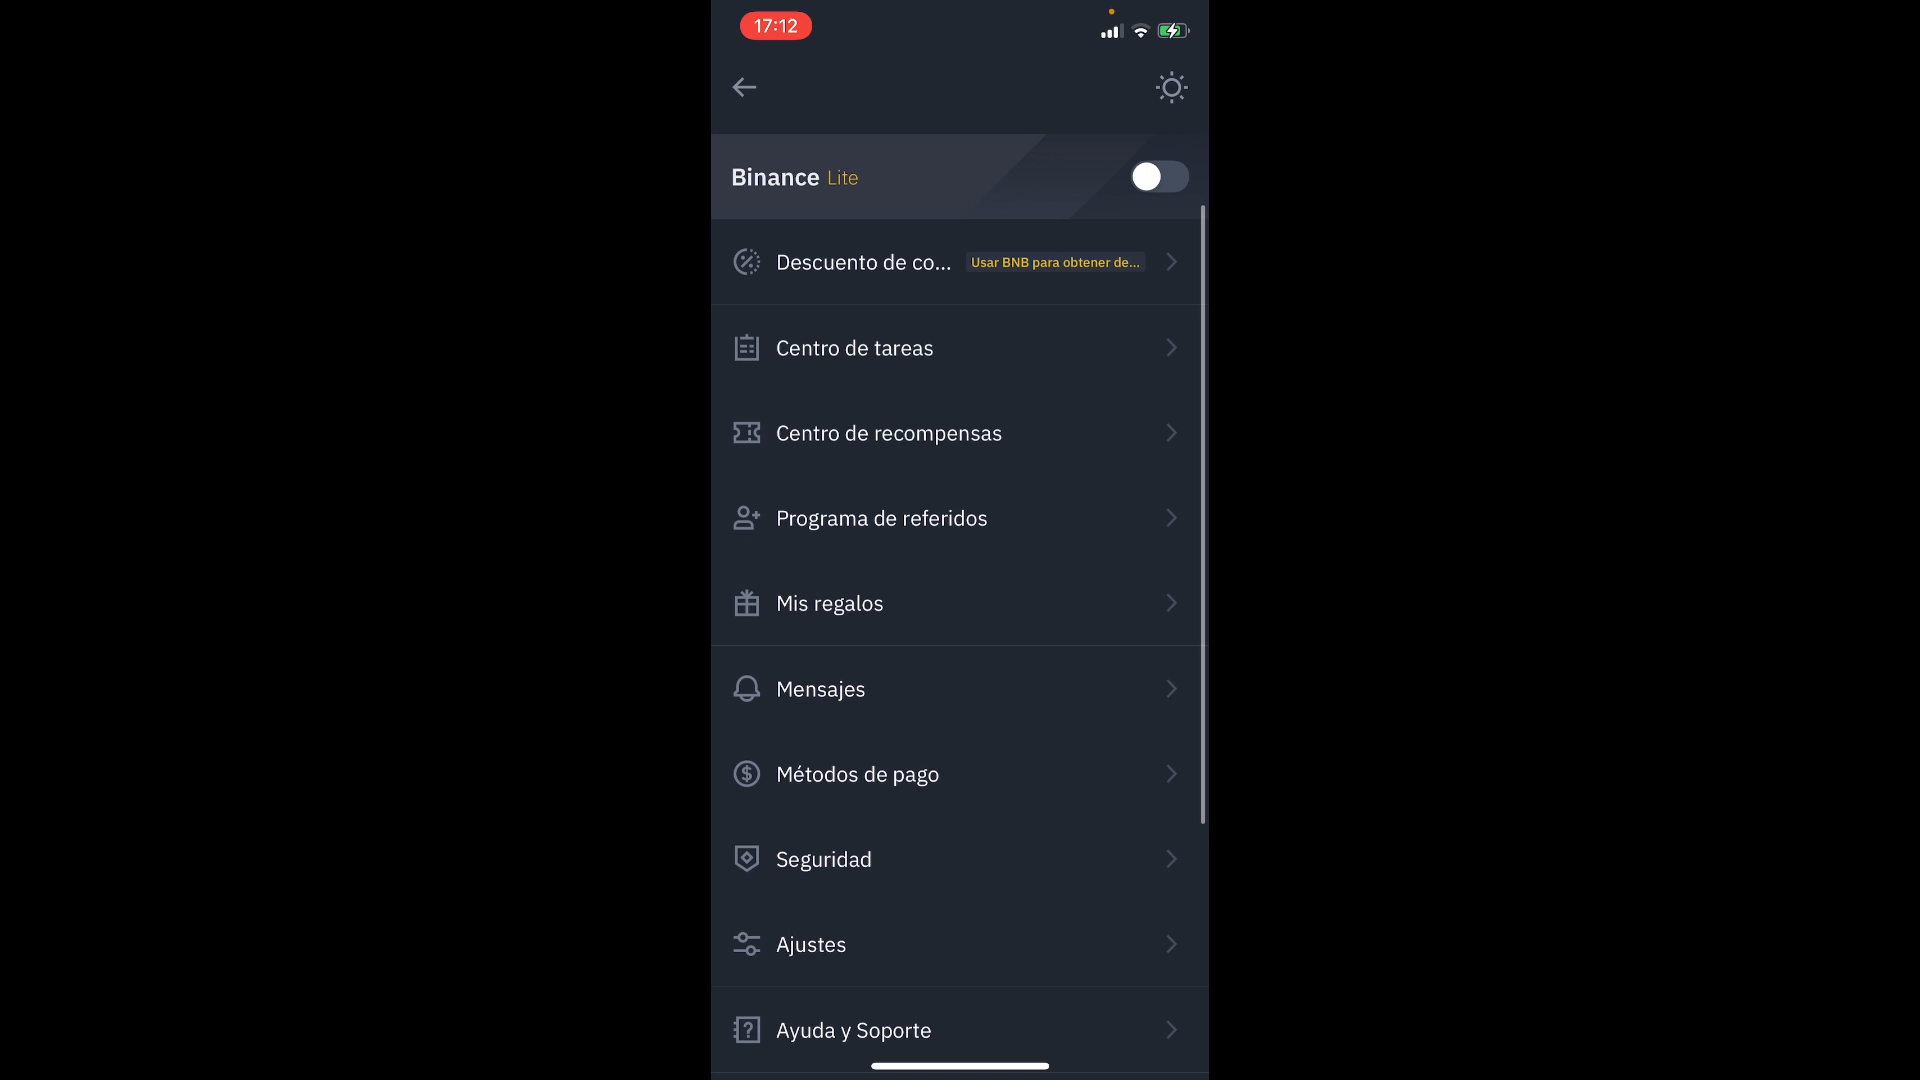 17:12
Binance Lite
Descuento de co... Usar BNB para obtener de...
Centro de tareas
Centro de recompensas
Programa de referidos
Mis regalos
Mensajes
Métodos de pago
Seguridad
Ajustes
Ayuda y Soporte